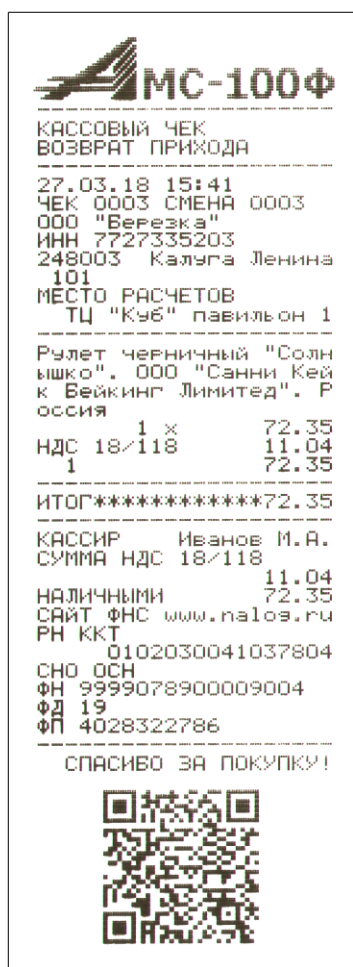 АМС-100Ф
КАССОВЫЙ ЧЕК
ВОЗВРАТ ПРИХОДА
27.03.18 15:41
ЧЕК 0003 СМЕНА 0003
ООО "Березка"
ИНН 7727335203
248003 Калуга Ленина
101
МЕСТО РАСЧЕТОВ
ТЦ "Куб" павильон 1
Рулет черничный "Солн
ышко". ООО "Санни Кей
к Бейкинг Лимитед". Р
оссия
1 × 72.35
НДС 18/118 11.04
1 72.35
ИТОГ************72.35
КАССИР Иванов М.А.
СУММА НДС 18/118
11.04
НАЛИЧНЫМИ 72.35
САЙТ ФНС www.nalog.ru
РН ККТ
0102030041037804
СНО ОСН
ФН 9999078900009004
ФД 19
ФП 4028322786
СПАСИБО ЗА ПОКУПКУ!